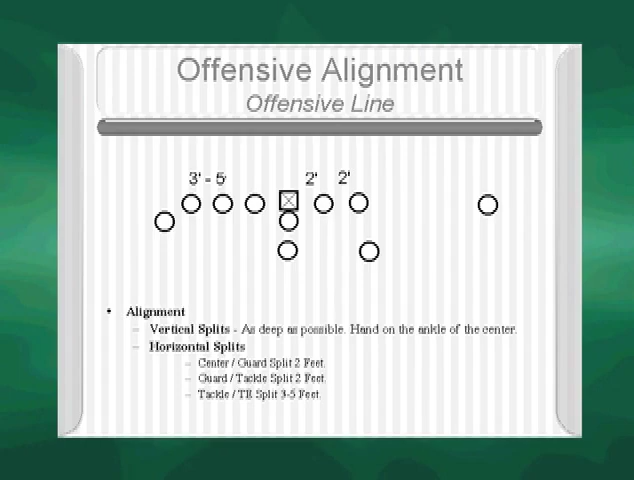 Offensive Alignment
Offensive Line
3' - 5' 2' 2'
• Alignment
– Vertical Splits - As deep as possible. Hand on the ankle of the center.
– Horizontal Splits
– Center / Guard Split 2 Feet.
– Guard / Tackle Split 2 Feet.
– Tackle / TE Split 3-5 Feet.